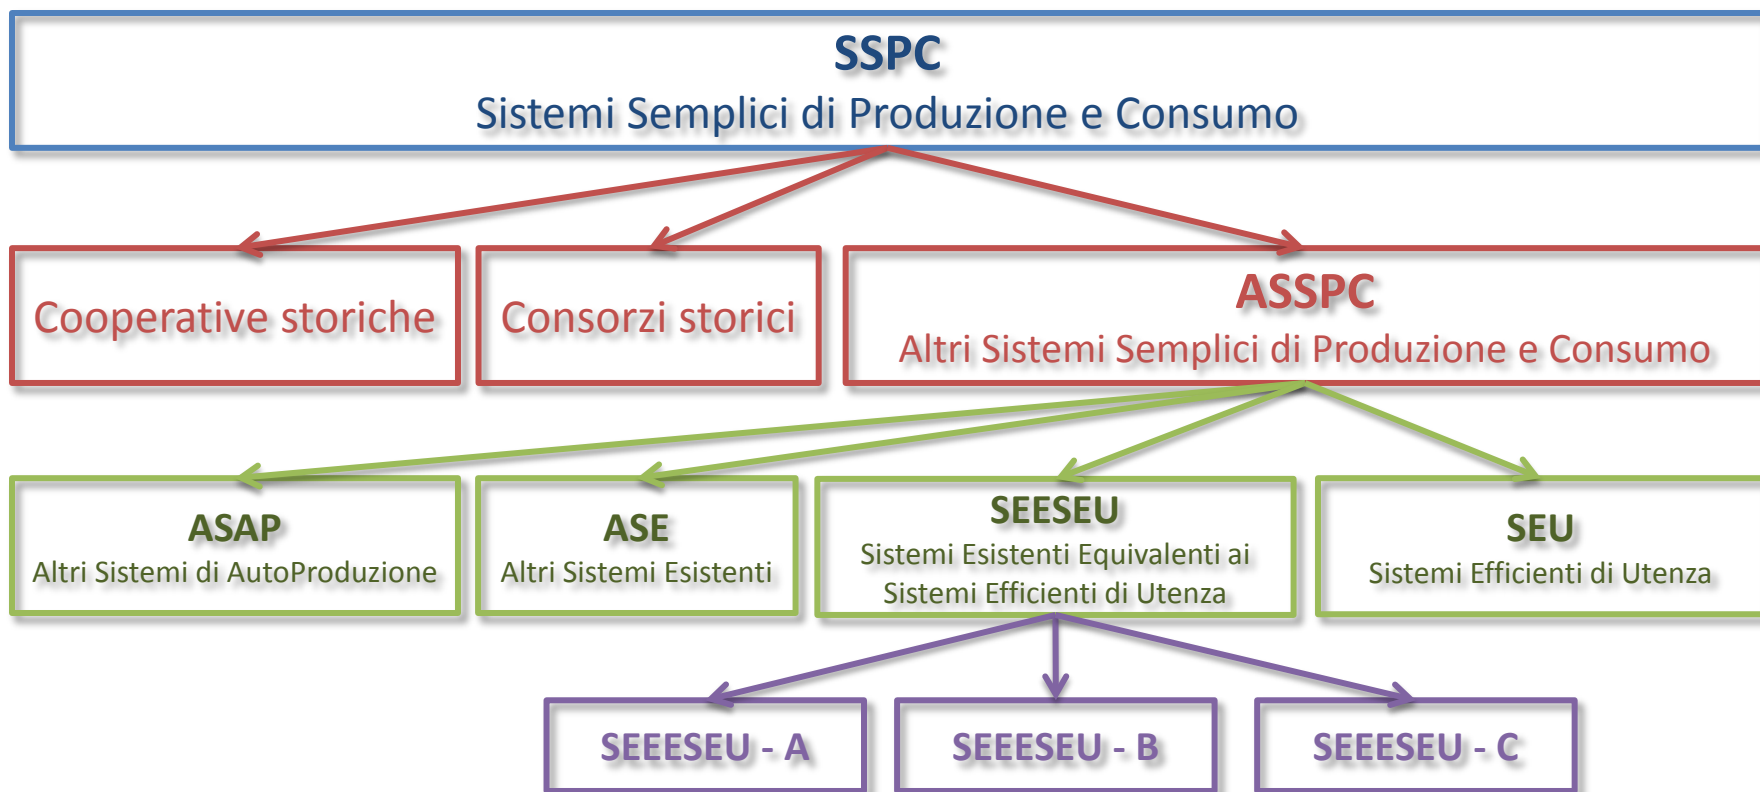 SSPC
Sistemi Semplici di Produzione e Consumo
Cooperative storiche
Consorzi storici
ASSPC
Altri Sistemi Semplici di Produzione e Consumo
ASAP
Altri Sistemi di AutoProduzione
ASE
Altri Sistemi Esistenti
SEESEU
Sistemi Esistenti Equivalenti ai
Sistemi Efficienti di Utenza
SEU
Sistemi Efficienti di Utenza
SEEESEU - A
SEEESEU - B
SEEESEU - C